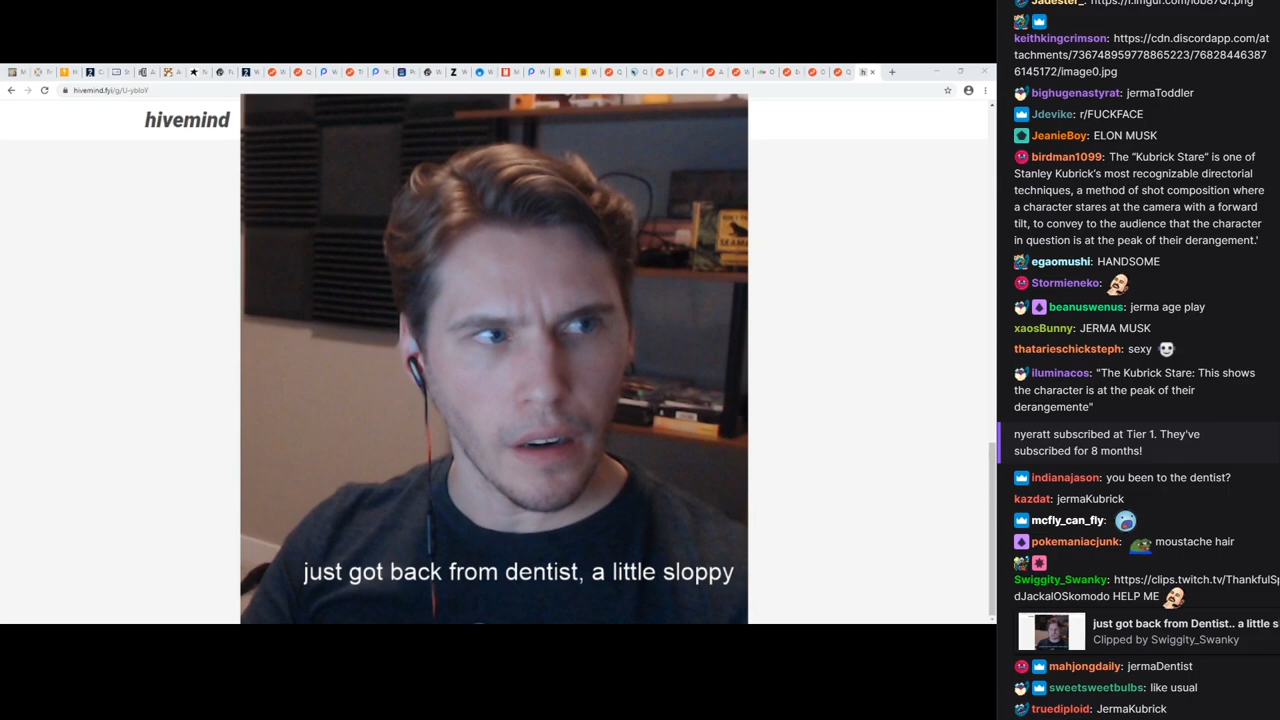 hivemind.fyi/g/U-ybIoY
hivemind
SEAMA
just got back from dentist, a little sloppy
keithkingcrimson: https://cdn.discordapp.com/at
tachments/736748959778865223/76828446387
6145172/image0.jpg
bighugenastyrat: jermaToddler
Jdevike: r/FUCKFACE
JeanieBoy: ELON MUSK
birdman1099: The "Kubrick Stare" is one of
Stanley Kubrick's most recognizable directorial
techniques, a method of shot composition where
a character stares at the camera with a forward
tilt, to convey to the audience that the character
in question is at the peak of their derangement.'
egaomushi: HANDSOME
Stormieneko:
beanuswenus: jerma age play
xaosBunny: JERMA MUSK
thatarieschicksteph: sexy
iluminacos: "The Kubrick Stare: This shows
the character is at the peak of their
derangemente"
nyeratt subscribed at Tier 1. They've
subscribed for 8 months!
indianajason: you been to the dentist?
kazdat: jermaKubrick
mcfly_can_fly:
pokemaniacjunk: moustache hair
Swiggity_Swanky: https://clips.twitch.tv/ThankfulSp
dJackalOSkomodo HELP ME
just got back from Dentist.. a little s
Clipped by Swiggity_Swanky
mahjongdaily: jermaDentist
sweetsweetbulbs: like usual
truediploid: JermaKubrick